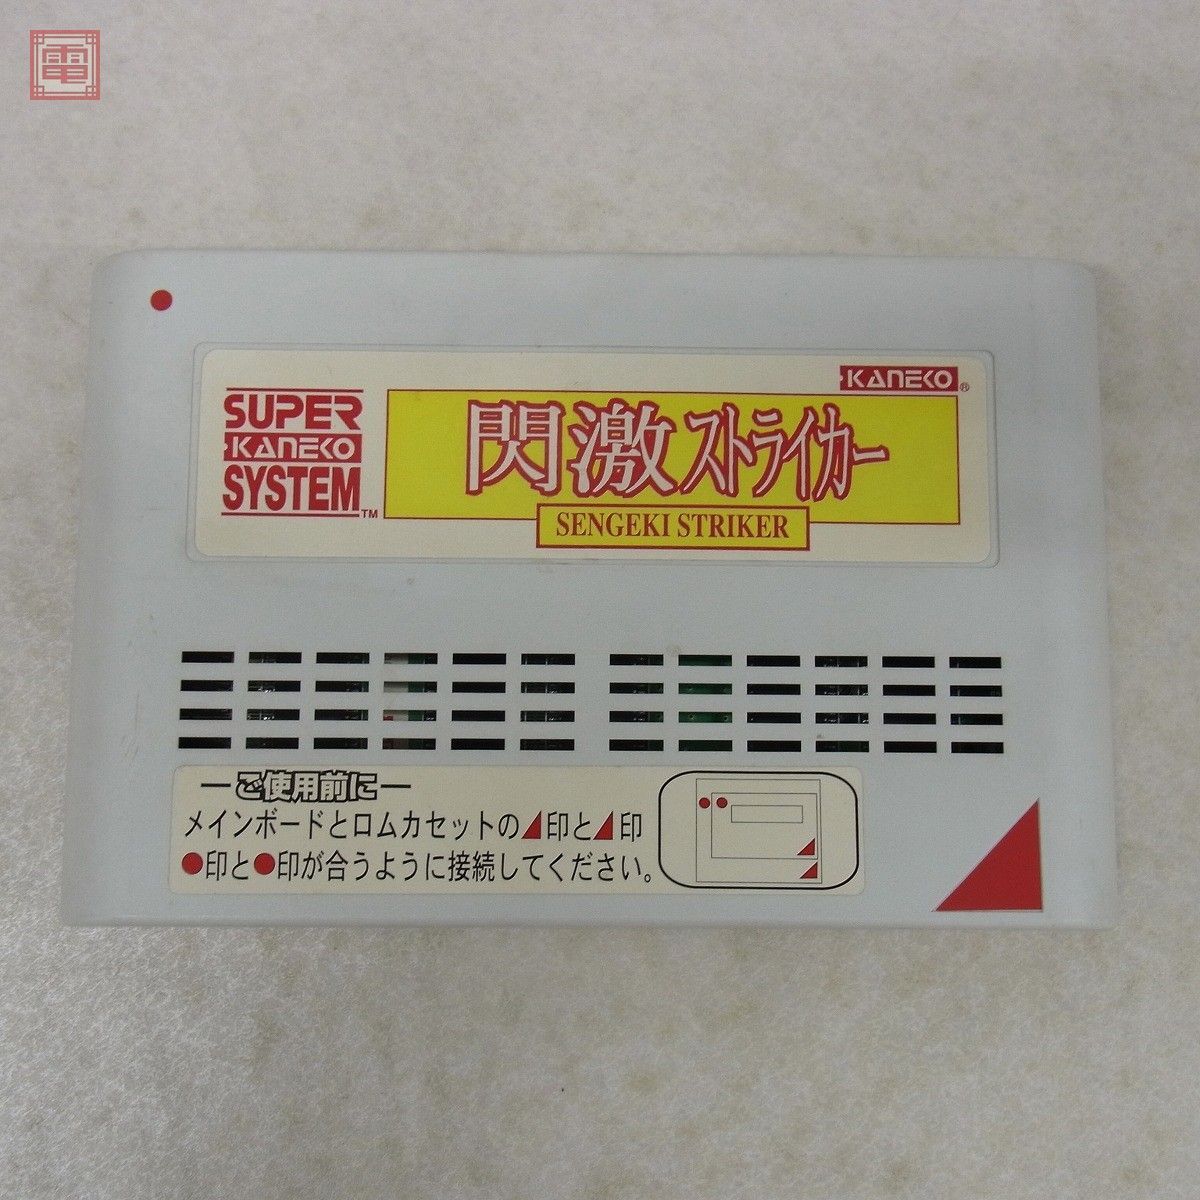 電
KANEKO®
SUPER
KANEKO
SYSTEM™
閃激ストライカー
SENGEKI STRIKER
ーご使用前にー
メインボードとロムカセットの◢印と◢印
●印と●印が合うように接続してください。